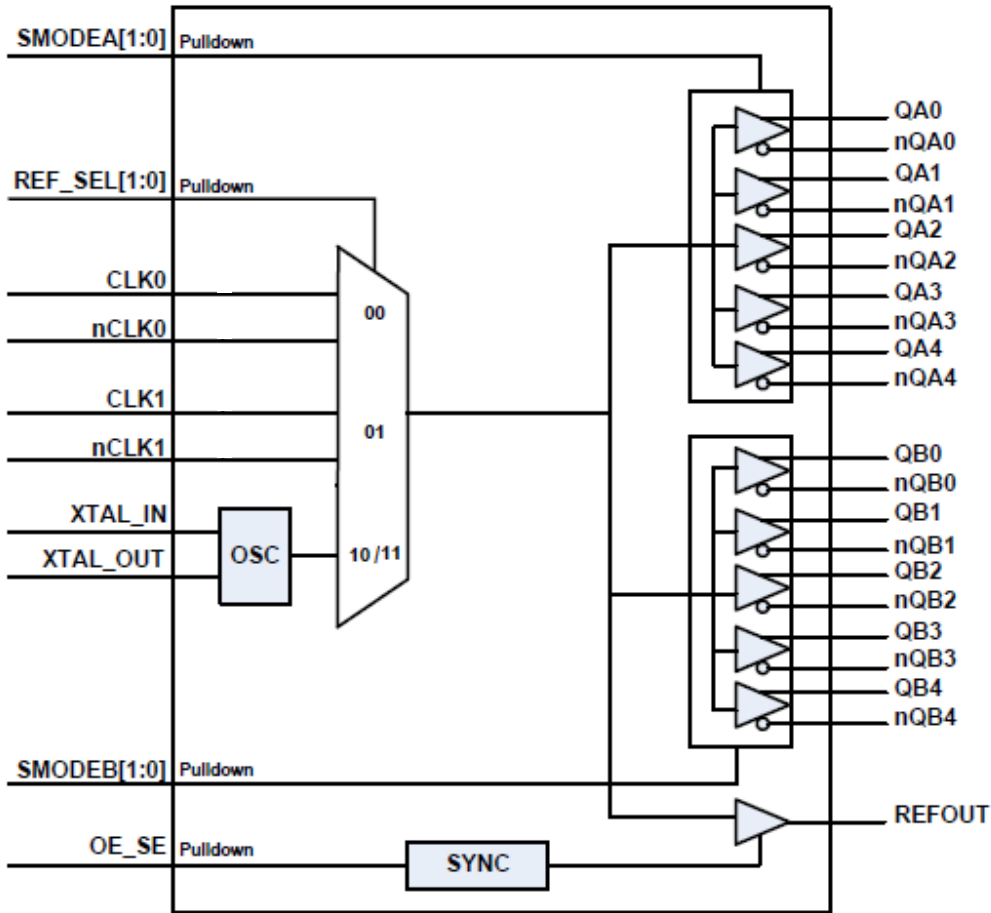 SMODEA[1:0] Pulldown
REF_SEL[1:0] Pulldown
CLK0
nCLK0
CLK1
nCLK1
XTAL_IN
XTAL_OUT
OSC
00
01
10 /11
SMODEB[1:0] Pulldown
OE_SE Pulldown
SYNC
QA0
nQA0
QA1
nQA1
QA2
nQA2
QA3
nQA3
QA4
nQA4
QB0
nQB0
QB1
nQB1
QB2
nQB2
QB3
nQB3
QB4
nQB4
REFOUT